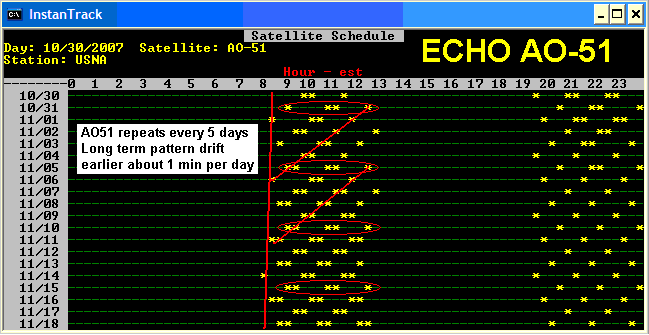 InstanTrack
Satellite Schedule
Day: 10/30/2007 Satellite: AO-51
ECHO AO-51
Station: USNA
Hour - est
0 1 2 3 4 5 6 7 8 9 10 11 12 13 14 15 16 17 18 19 20 21 22 23
10/30
10/31
11/01
11/02
11/03
11/04
11/05
11/06
11/07
11/08
11/09
11/10
11/11
11/12
11/13
11/14
11/15
11/16
11/17
11/18
AO51 repeats every 5 days
Long term pattern drift
earlier about 1 min per day